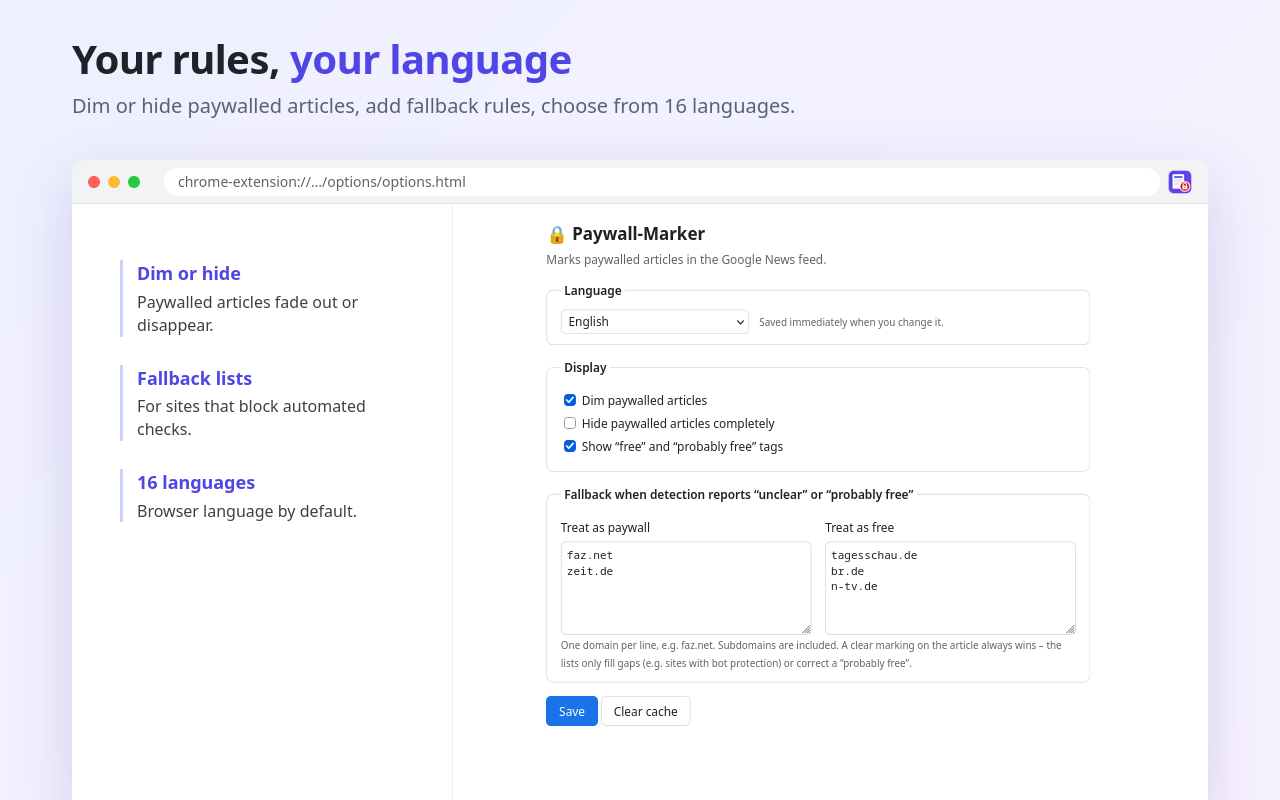 Your rules, your language
Dim or hide paywalled articles, add fallback rules, choose from 16 languages.
chrome-extension://.../options/options.html
Dim or hide
Paywalled articles fade out or
disappear.
Fallback lists
For sites that block automated
checks.
16 languages
Browser language by default.
Paywall-Marker
Marks paywalled articles in the Google News feed.
Language
English
Saved immediately when you change it.
Display
Dim paywalled articles
Hide paywalled articles completely
Show “free” and “probably free” tags
Fallback when detection reports “unclear” or “probably free”
Treat as paywall
faz.net
zeit.de
Treat as free
tagesschau.de
br.de
n-tv.de
One domain per line, e.g. faz.net. Subdomains are included. A clear marking on the article always wins – the
lists only fill gaps (e.g. sites with bot protection) or correct a “probably free”.
Save
Clear cache